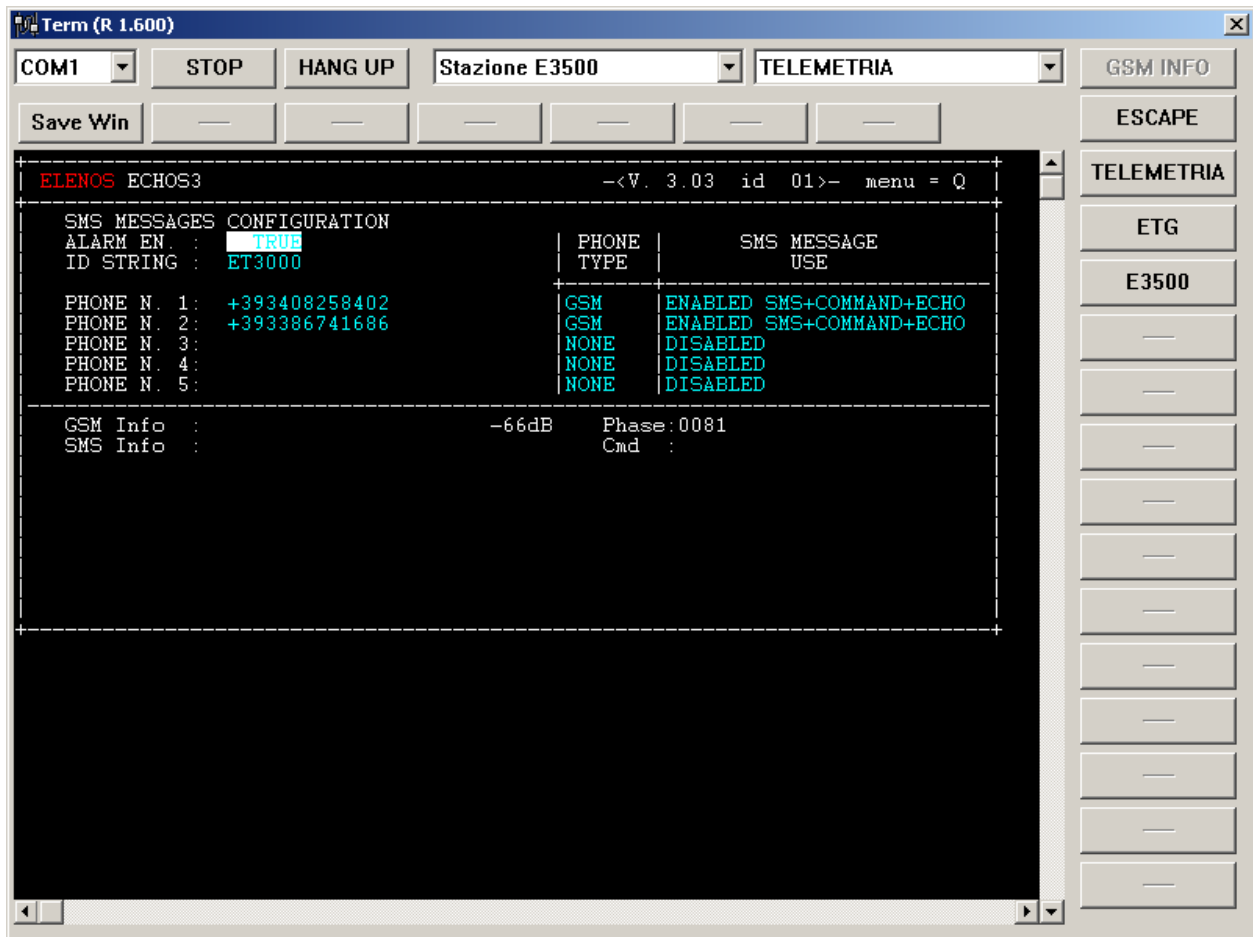 Term (R 1.600)
COM1 STOP HANG UP Stazione E3500 TELEMETRIA GSM INFO
Save Win ESCAPE
TELEMETRIA
ETG
E3500
ELENOS ECHOS3 -<V. 3.03 id 01>- menu = Q
SMS MESSAGES CONFIGURATION
ALARM EN. : TRUE | PHONE | SMS MESSAGE
ID STRING : ET3000 | TYPE | USE
PHONE N. 1: +393408258402 |GSM |ENABLED SMS+COMMAND+ECHO
PHONE N. 2: +393386741686 |GSM |ENABLED SMS+COMMAND+ECHO
PHONE N. 3: |NONE |DISABLED
PHONE N. 4: |NONE |DISABLED
PHONE N. 5: |NONE |DISABLED
GSM Info : -66dB Phase:0081
SMS Info : Cmd :